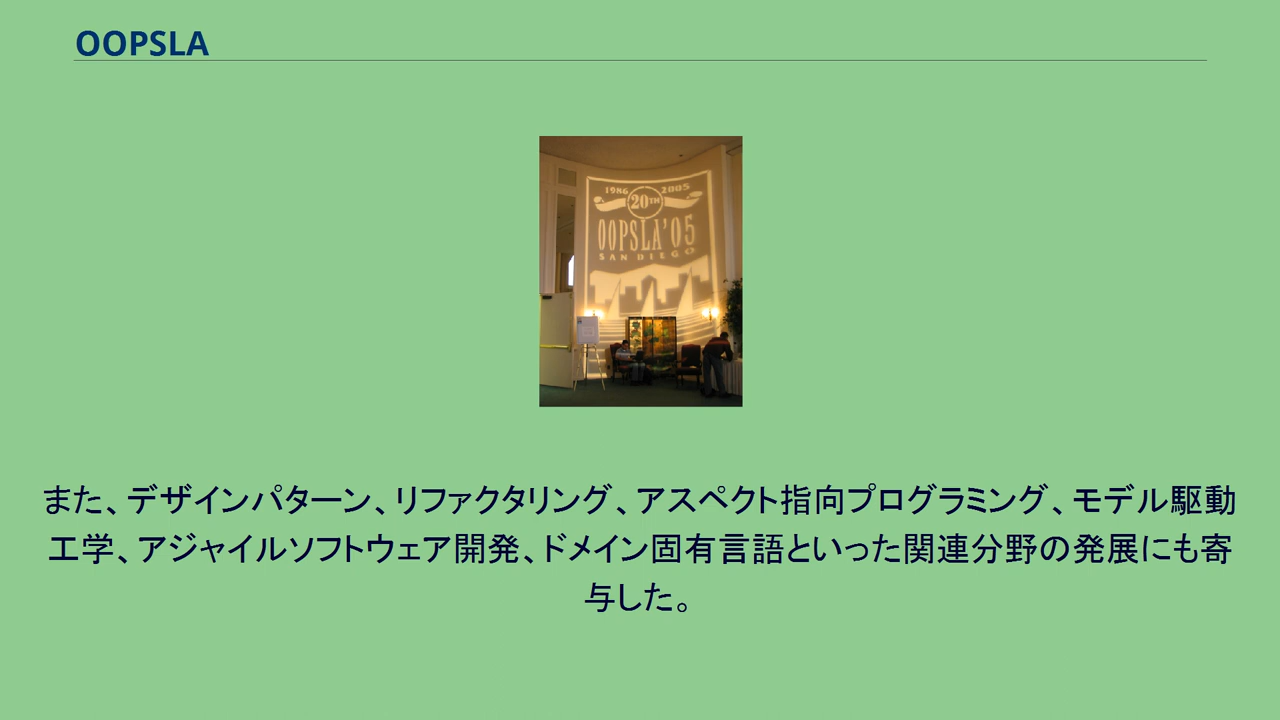 OOPSLA
1986 2005
20TH
OOPSLA'05
SAN DIEGO
また、デザインパターン、リファクタリング、アスペクト指向プログラミング、モデル駆動
工学、アジャイルソフトウェア開発、ドメイン固有言語といった関連分野の発展にも寄
与した。